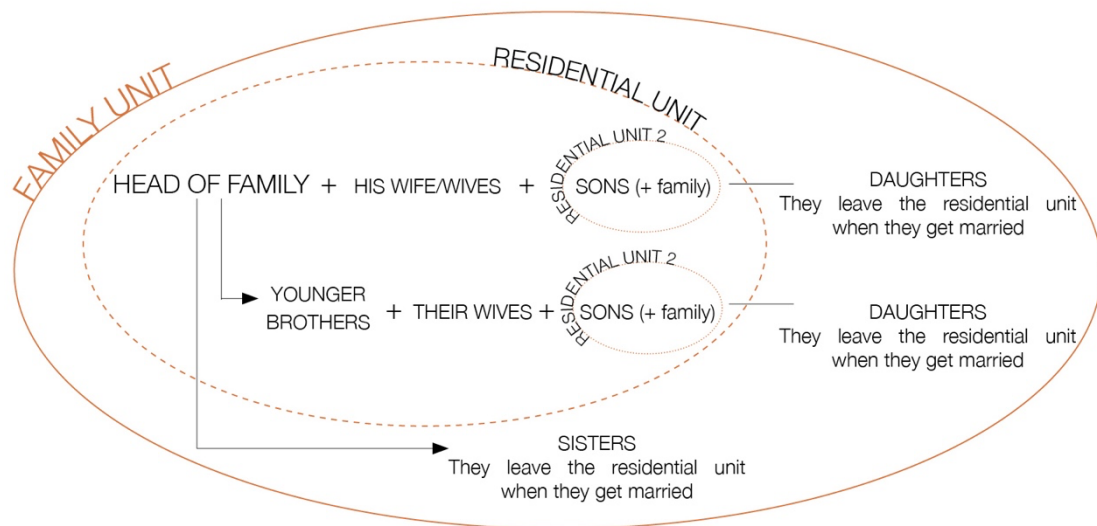 FAMILY UNIT
RESIDENTIAL UNIT
RESIDENTIAL UNIT 2
HEAD OF FAMILY + HIS WIFE/WIVES + SONS (+ family)
DAUGHTERS
They leave the residential unit
when they get married
RESIDENTIAL UNIT 2
YOUNGER
BROTHERS
+ THEIR WIVES + SONS (+ family)
DAUGHTERS
They leave the residential unit
when they get married
SISTERS
They leave the residential unit
when they get married